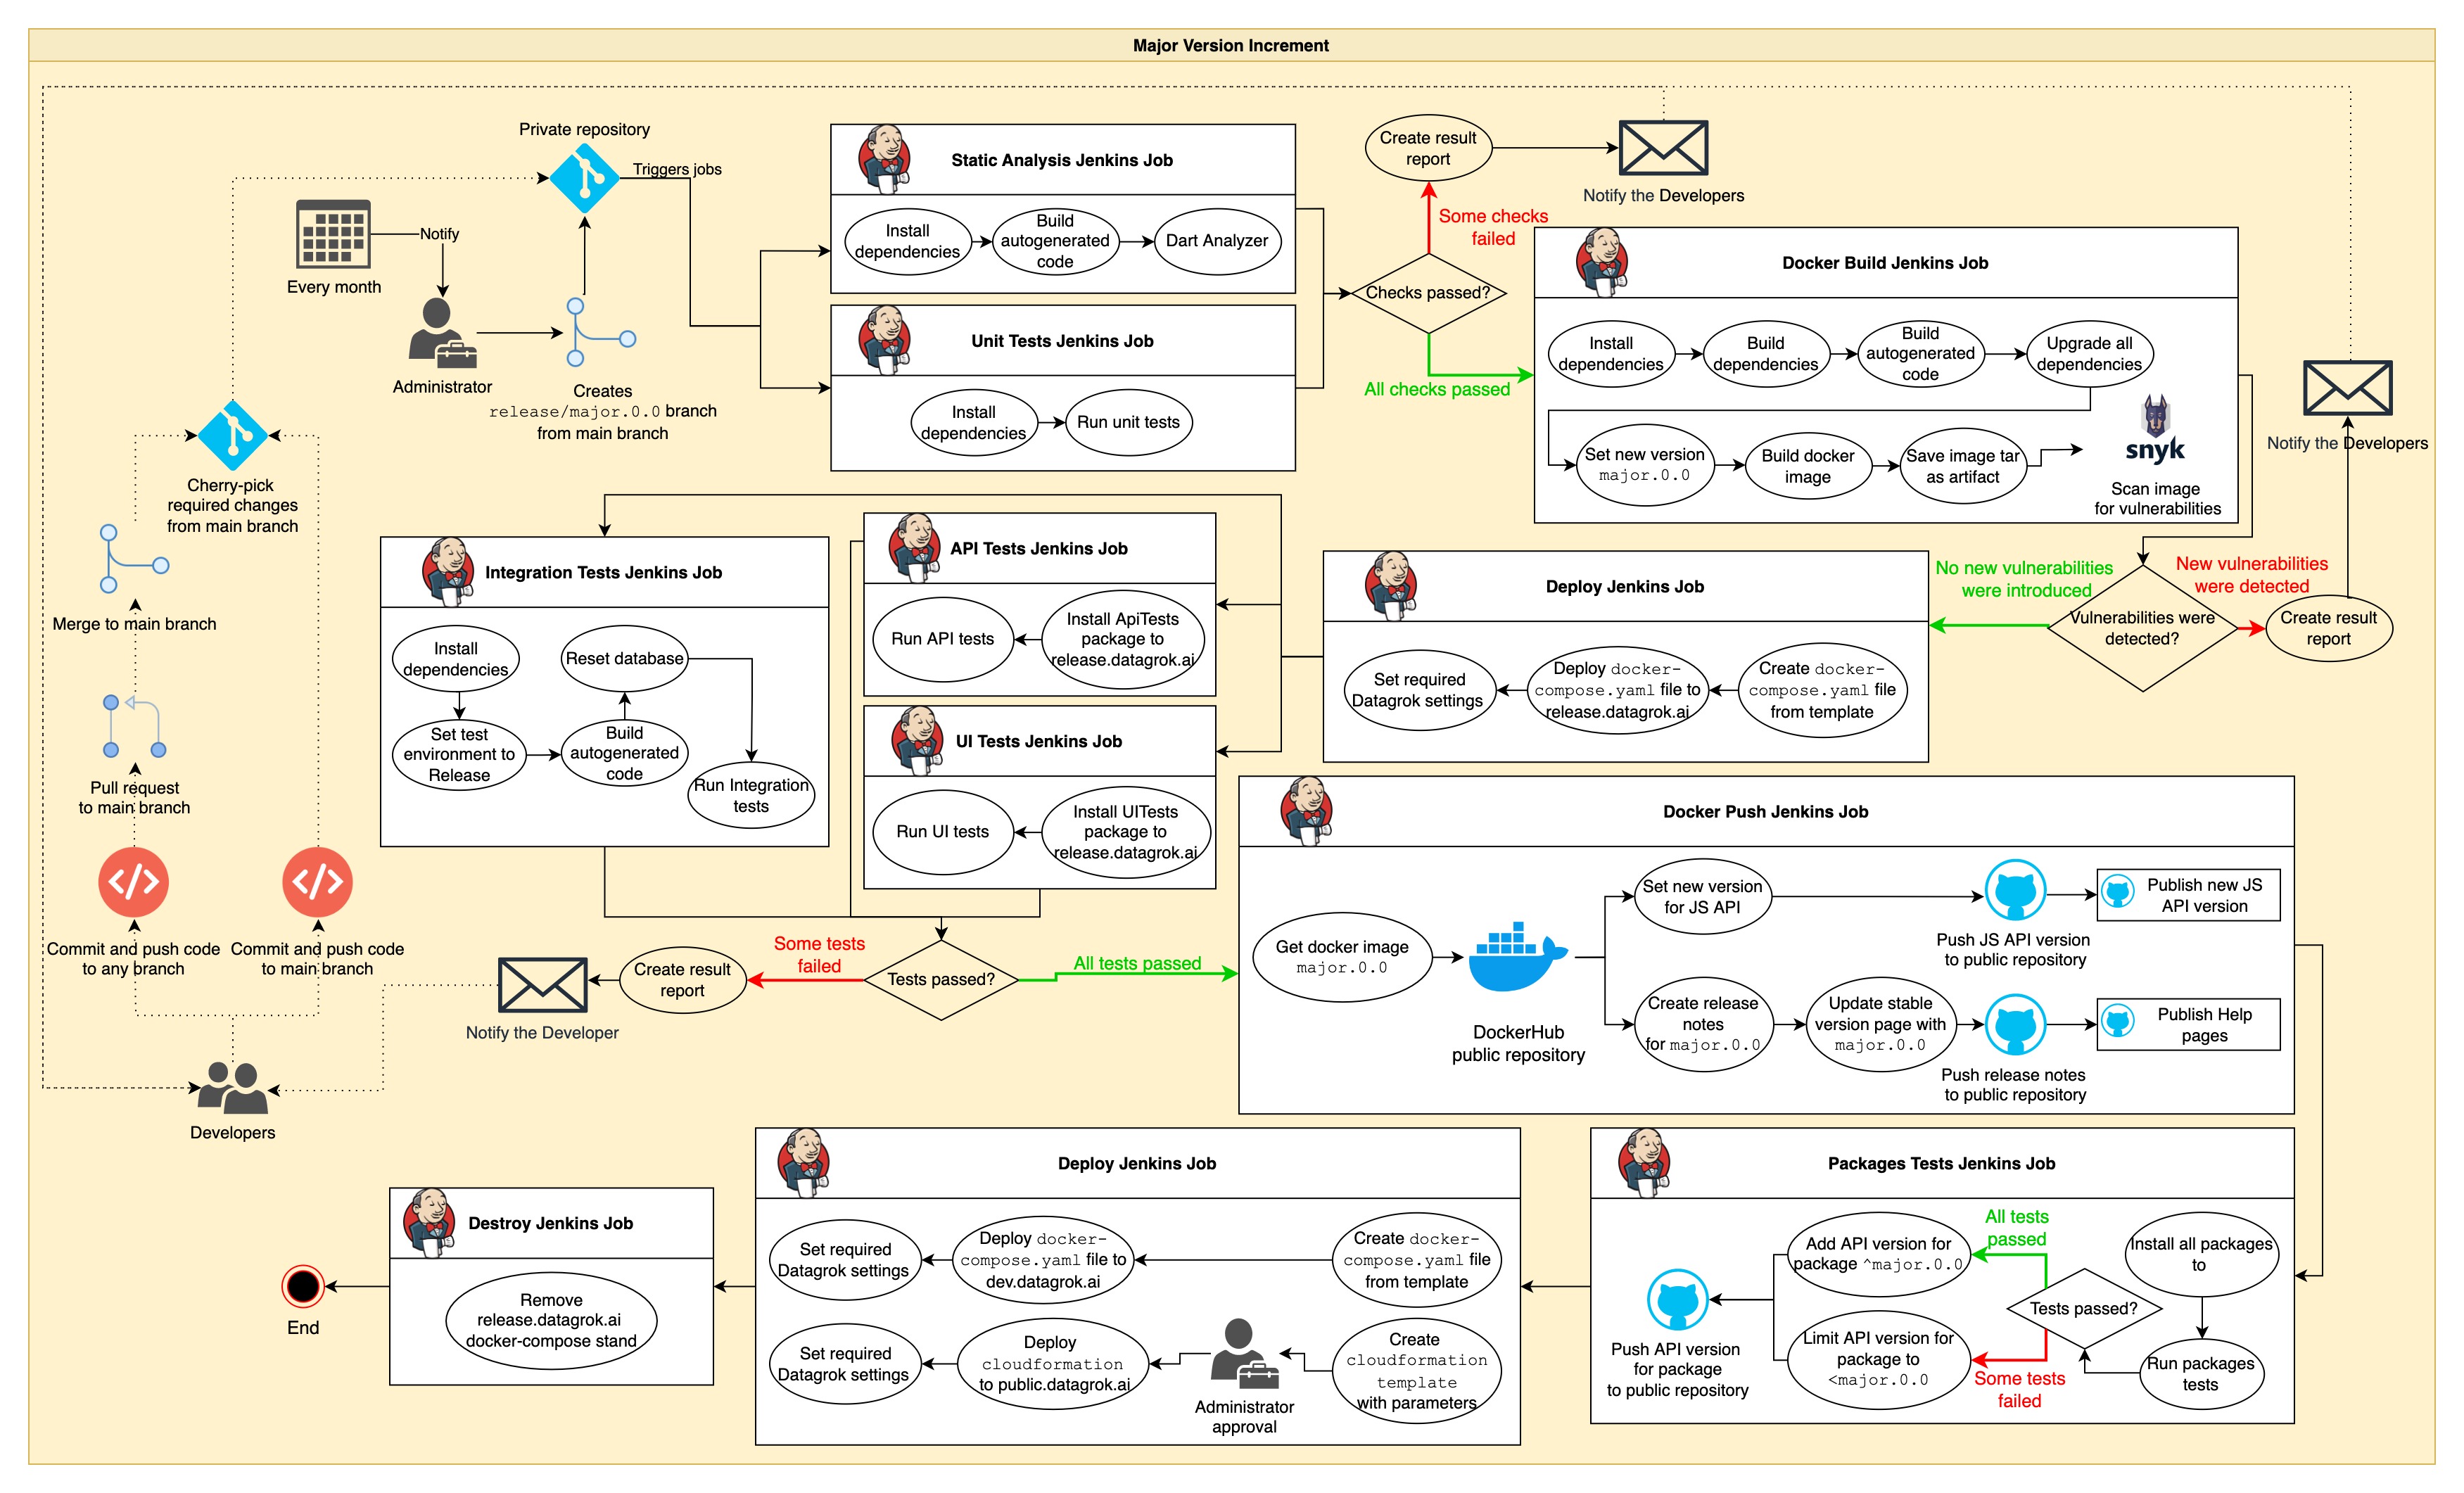 Major Version Increment
Private repository
Triggers jobs
Every month
Notify
Administrator
Creates
release/major.0.0 branch
from main branch
Static Analysis Jenkins Job
Install
dependencies
Build
autogenerated
code
Dart Analyzer
Unit Tests Jenkins Job
Install
dependencies
Run unit tests
Create result
report
Notify the Developers
Some checks
failed
Checks passed?
All checks passed
Docker Build Jenkins Job
Install
dependencies
Build
dependencies
Build
autogenerated
code
Upgrade all
dependencies
Set new version
major.0.0
Build docker
image
Save image tar
as artifact
snyk
Scan image
for vulnerabilities
Notify the Developers
No new vulnerabilities
were introduced
New vulnerabilities
were detected
Vulnerabilities were
detected?
Create result
report
Deploy Jenkins Job
Set required
Datagrok settings
Deploy docker-
compose.yaml file to
release.datagrok.ai
Create docker-
compose.yaml file
from template
API Tests Jenkins Job
Run API tests
Install ApiTests
package to
release.datagrok.ai
UI Tests Jenkins Job
Run UI tests
Install UITests
package to
release.datagrok.ai
Integration Tests Jenkins Job
Install
dependencies
Reset database
Set test
environment to
Release
Build
autogenerated
code
Run Integration
tests
Cherry-pick
required changes
from main branch
Merge to main branch
Pull request
to main branch
Commit and push code
to any branch
Commit and push code
to main branch
Developers
Notify the Developer
Create result
report
Some tests
failed
Tests passed?
All tests passed
Docker Push Jenkins Job
Get docker image
major.0.0
DockerHub
public repository
Set new version
for JS API
Push JS API version
to public repository
Publish new JS
API version
Create release
notes
for major.0.0
Update stable
version page with
major.0.0
Push release notes
to public repository
Publish Help
pages
Packages Tests Jenkins Job
Install all packages
to
Run packages
tests
Tests passed?
All tests
passed
Some tests
failed
Add API version for
package ^major.0.0
Limit API version for
package to
<major.0.0
Push API version
for package
to public repository
Deploy Jenkins Job
Set required
Datagrok settings
Deploy docker-
compose.yaml file to
dev.datagrok.ai
Create docker-
compose.yaml file
from template
Set required
Datagrok settings
Deploy
cloudformation
to public.datagrok.ai
Administrator
approval
Create
cloudformation
template
with parameters
Destroy Jenkins Job
Remove
release.datagrok.ai
docker-compose stand
End